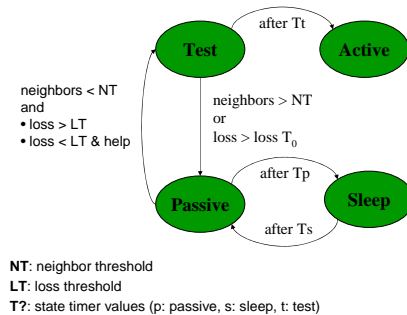 after Tt
Test
Active
neighbors < NT
and
• loss > LT
• loss < LT & help
neighbors > NT
or
loss > loss T0
after Tp
Passive
Sleep
after Ts
NT: neighbor threshold
LT: loss threshold
T?: state timer values (p: passive, s: sleep, t: test)